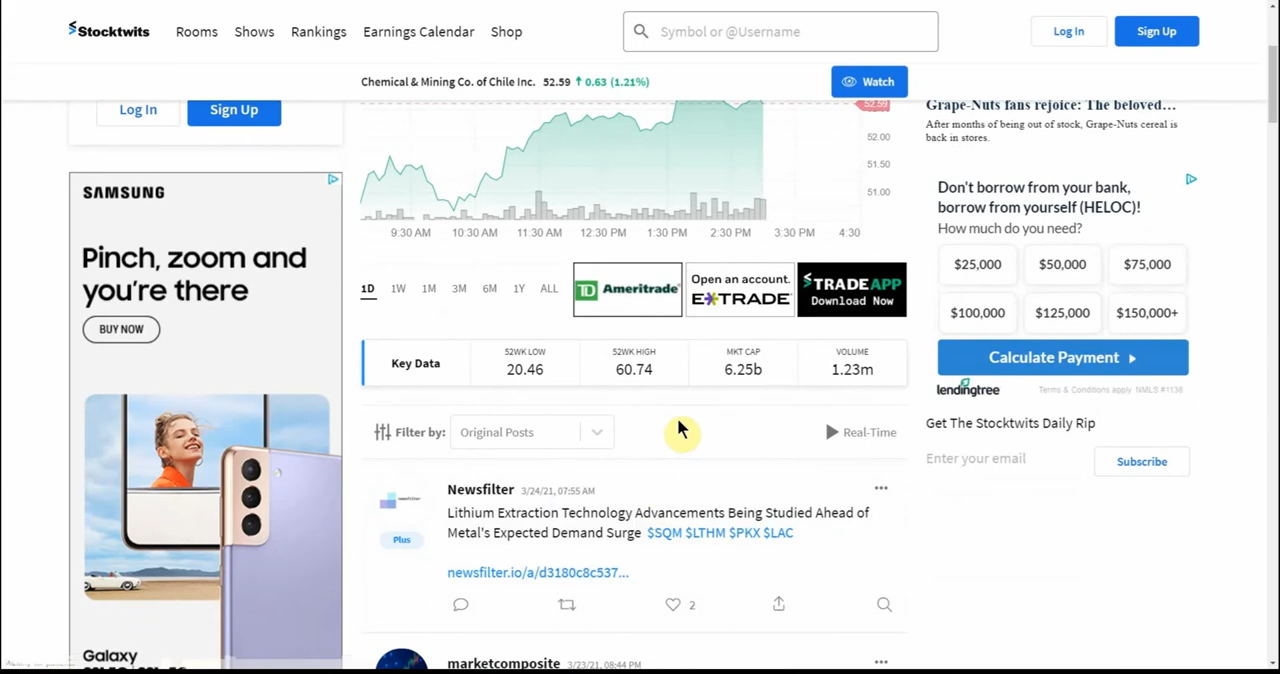 Stocktwits
Rooms
Shows
Rankings
Earnings Calendar
Shop
Symbol or @Username
Log In
Sign Up
Chemical & Mining Co. of Chile Inc. 52.59 ↑ 0.63 (1.21%)
Watch
Log In
Sign Up
SAMSUNG
Pinch, zoom and
you're there
BUY NOW
Galaxy
52.59
52.00
51.50
51.00
9:30 AM
10:30 AM
11:30 AM
12:30 PM
1:30 PM
2:30 PM
3:30 PM
4:30
1D
1W
1M
3M
6M
1Y
ALL
TD Ameritrade
Open an account.
E*TRADE
TRADEAPP
Download Now
Key Data
52WK LOW
20.46
52WK HIGH
60.74
MKT CAP
6.25b
VOLUME
1.23m
Filter by:
Original Posts
Real-Time
Newsfilter 3/24/21, 07:55 AM
Plus
Lithium Extraction Technology Advancements Being Studied Ahead of
Metal's Expected Demand Surge $SQM $LTHM $PKX $LAC
newsfilter.io/a/d3180c8c537...
2
marketcomposite 3/23/21, 08:44 PM
Grape-Nuts fans rejoice: The beloved…
After months of being out of stock, Grape-Nuts cereal is
back in stores.
Don't borrow from your bank,
borrow from yourself (HELOC)!
How much do you need?
$25,000
$50,000
$75,000
$100,000
$125,000
$150,000+
Calculate Payment
lendingtree
Terms & Conditions apply. NMLS #1136
Get The Stocktwits Daily Rip
Enter your email
Subscribe